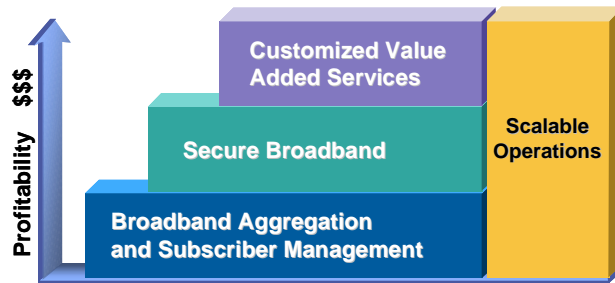 Customized Value
Added Services
Secure Broadband
Broadband Aggregation
and Subscriber Management
Scalable
Operations
Profitability $$$